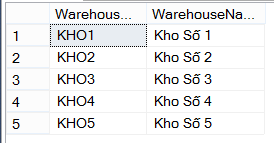 Warehous... WarehouseNa...
1 KHO1 Kho Số 1
2 KHO2 Kho Số 2
3 KHO3 Kho Số 3
4 KHO4 Kho Số 4
5 KHO5 Kho Số 5